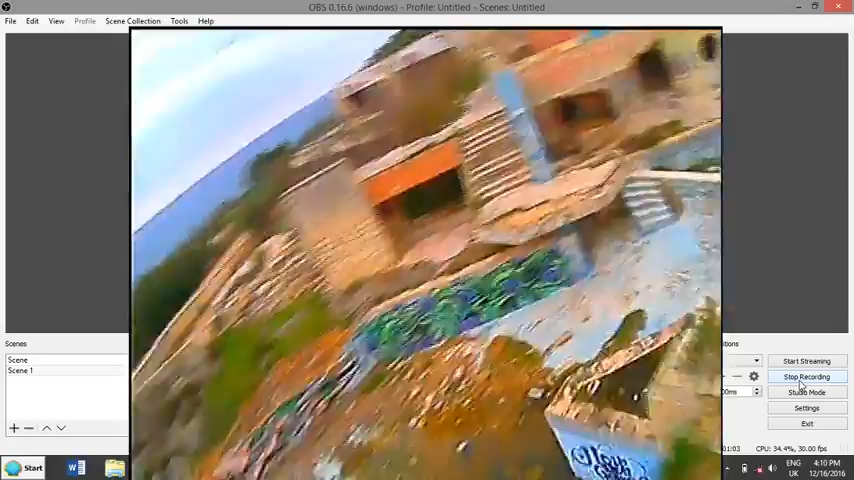 OBS 0.16.6 (windows) - Profile: Untitled - Scenes: Untitled
File Edit View Profile Scene Collection Tools Help
Scenes
Scene
Scene 1
Start Streaming
Stop Recording
Studio Mode
Settings
Exit
CPU: 34.4%, 30.00 fps
Start
ENG 4:10 PM
UK 12/16/2016